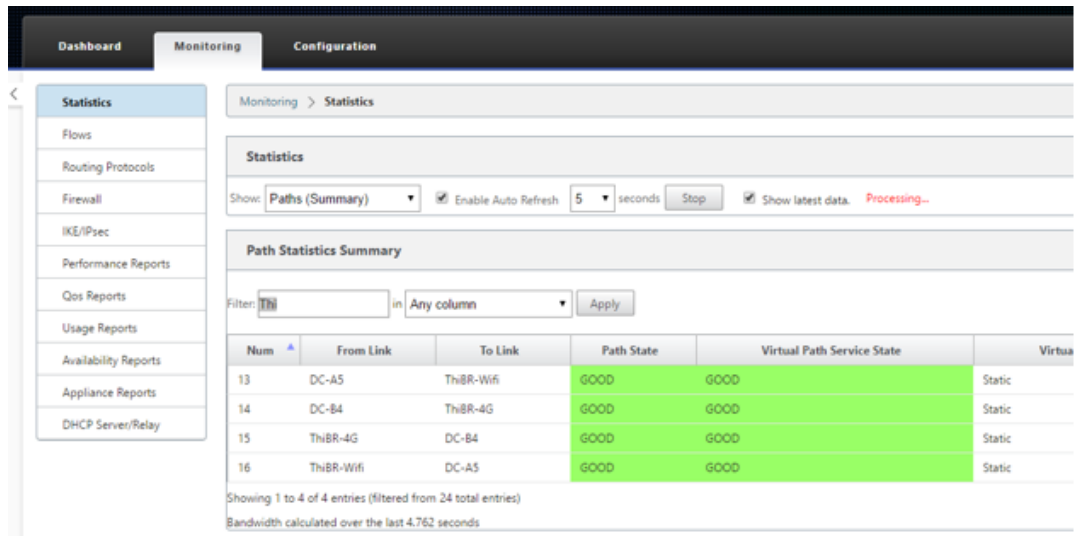 Dashboard Monitoring Configuration
Statistics
Flows
Routing Protocols
Firewall
IKE/IPsec
Performance Reports
Qos Reports
Usage Reports
Availability Reports
Appliance Reports
DHCP Server/Relay
Monitoring > Statistics
Statistics
Show: Paths (Summary) Enable Auto Refresh 5 seconds Stop Show latest data. Processing...
Path Statistics Summary
Filter: Thi in Any column Apply
Num From Link To Link Path State Virtual Path Service State Virtua
13 DC-A5 ThiBR-Wifi GOOD GOOD Static
14 DC-B4 ThiBR-4G GOOD GOOD Static
15 ThiBR-4G DC-B4 GOOD GOOD Static
16 ThiBR-Wifi DC-A5 GOOD GOOD Static
Showing 1 to 4 of 4 entries (filtered from 24 total entries)
Bandwidth calculated over the last 4.762 seconds